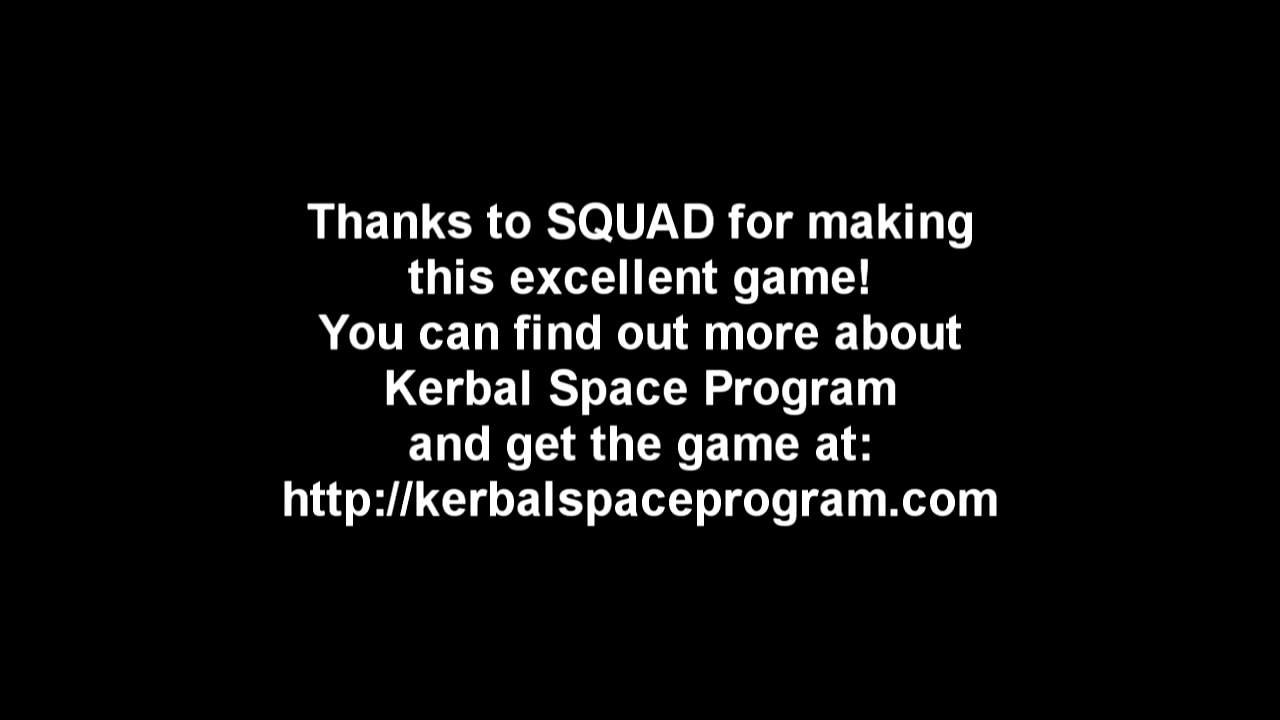 Thanks to SQUAD for making
this excellent game!
You can find out more about
Kerbal Space Program
and get the game at:
http://kerbalspaceprogram.com